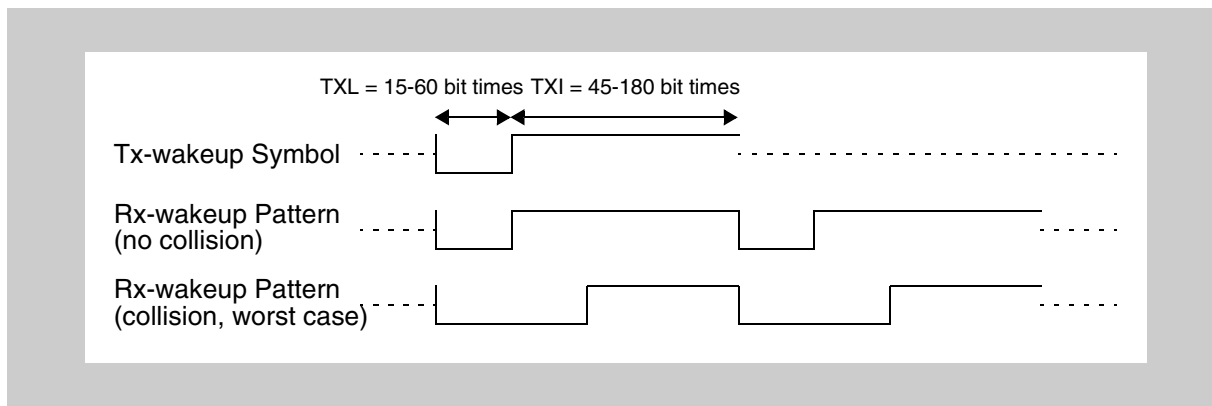 TXL = 15-60 bit times TXI = 45-180 bit times
Tx-wakeup Symbol
Rx-wakeup Pattern
(no collision)
Rx-wakeup Pattern
(collision, worst case)